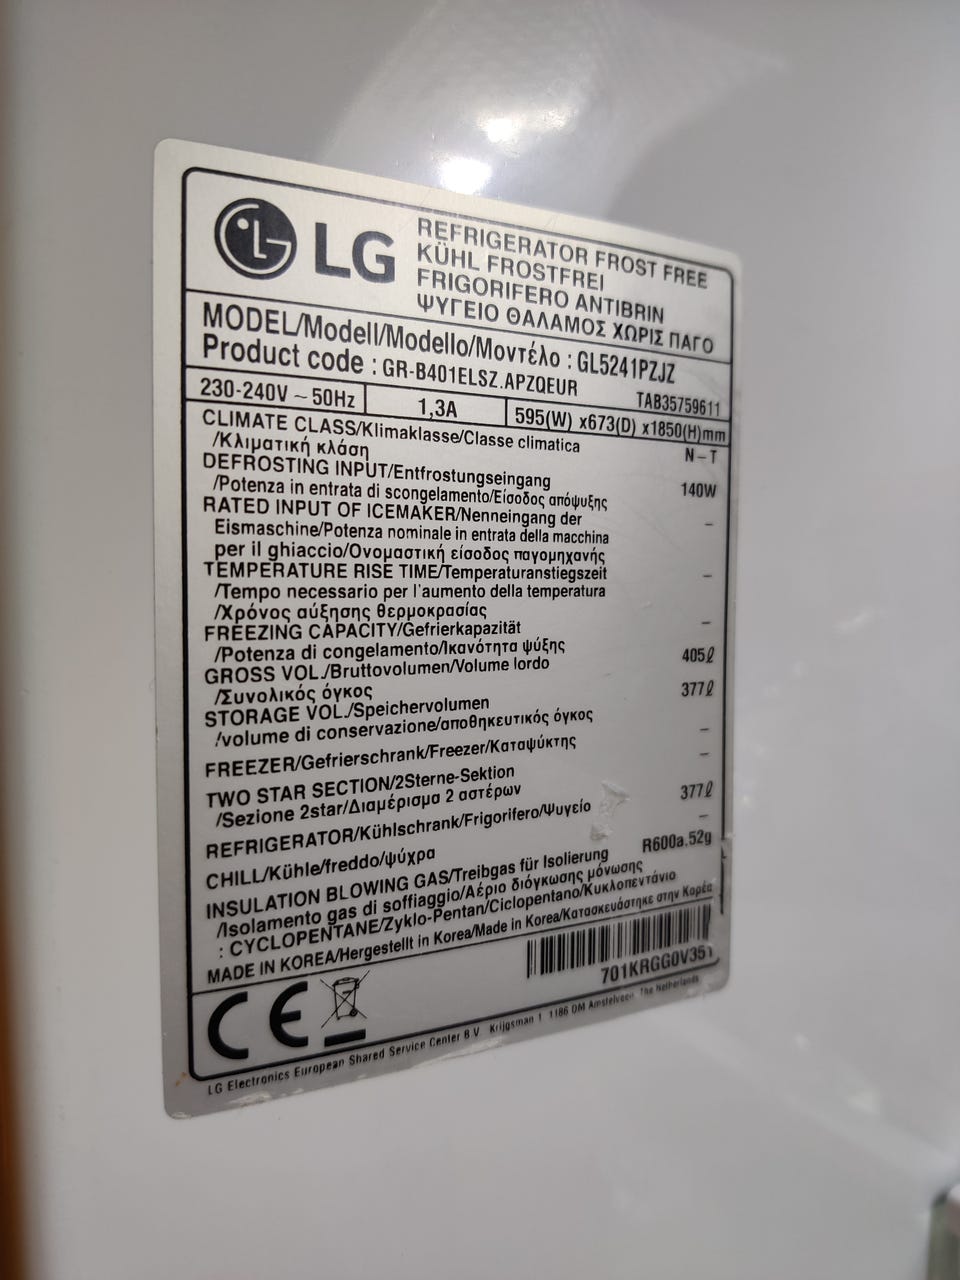 LG
REFRIGERATOR FROST FREE
KÜHL FROSTFREI
FRIGORIFERO ANTIBRIN
ΨΥΓΕΙΟ ΘΑΛΑΜΟΣ ΧΩΡΙΣ ΠΑΓΟ
MODEL/Modell/Modello/Μοντέλο : GL5241PZJZ
Product code : GR-B401ELSZ.APZQEUR TAB35759611
230-240V ~ 50Hz 1,3A 595(W) x673(D) x1850(H)mm
CLIMATE CLASS/Klimaklasse/Classe climatica N-T
/Κλιματική κλάση
DEFROSTING INPUT/Entfrostungseingang 140W
/Potenza in entrata di scongelamento/Είσοδος απόψυξης
RATED INPUT OF ICEMAKER/Nenneingang der –
Eismaschine/Potenza nominale in entrata della macchina
per il ghiaccio/Ονομαστική είσοδος παγομηχανής
TEMPERATURE RISE TIME/Temperaturanstiegszeit –
/Tempo necessario per l'aumento della temperatura
/Χρόνος αύξησης θερμοκρασίας
FREEZING CAPACITY/Gefrierkapazität –
/Potenza di congelamento/Ικανότητα ψύξης
GROSS VOL./Bruttovolumen/Volume lordo 405ℓ
/Συνολικός όγκος
STORAGE VOL./Speichervolumen 377ℓ
/volume di conservazione/αποθηκευτικός όγκος
FREEZER/Gefrierschrank/Freezer/Καταψύκτης –
TWO STAR SECTION/2Sterne-Sektion –
/Sezione 2star/Διαμέρισμα 2 αστέρων
REFRIGERATOR/Kühlschrank/Frigorifero/Ψυγείο 377ℓ
CHILL/Kühle/freddo/ψύχρα –
INSULATION BLOWING GAS/Treibgas für Isolierung R600a.52g
/Isolamento gas di soffiaggio/Αέριο διόγκωσης μόνωσης
: CYCLOPENTANE/Zyklo-Pentan/Ciclopentano/Κυκλοπεντάνιο
MADE IN KOREA/Hergestellt in Korea/Made in Korea/Κατασκευάστηκε στην Κορέα
701KRGG0V351
CE
LG Electronics European Shared Service Center B.V. Krijgsman 1 1186 DM Amstelveen The Netherlands